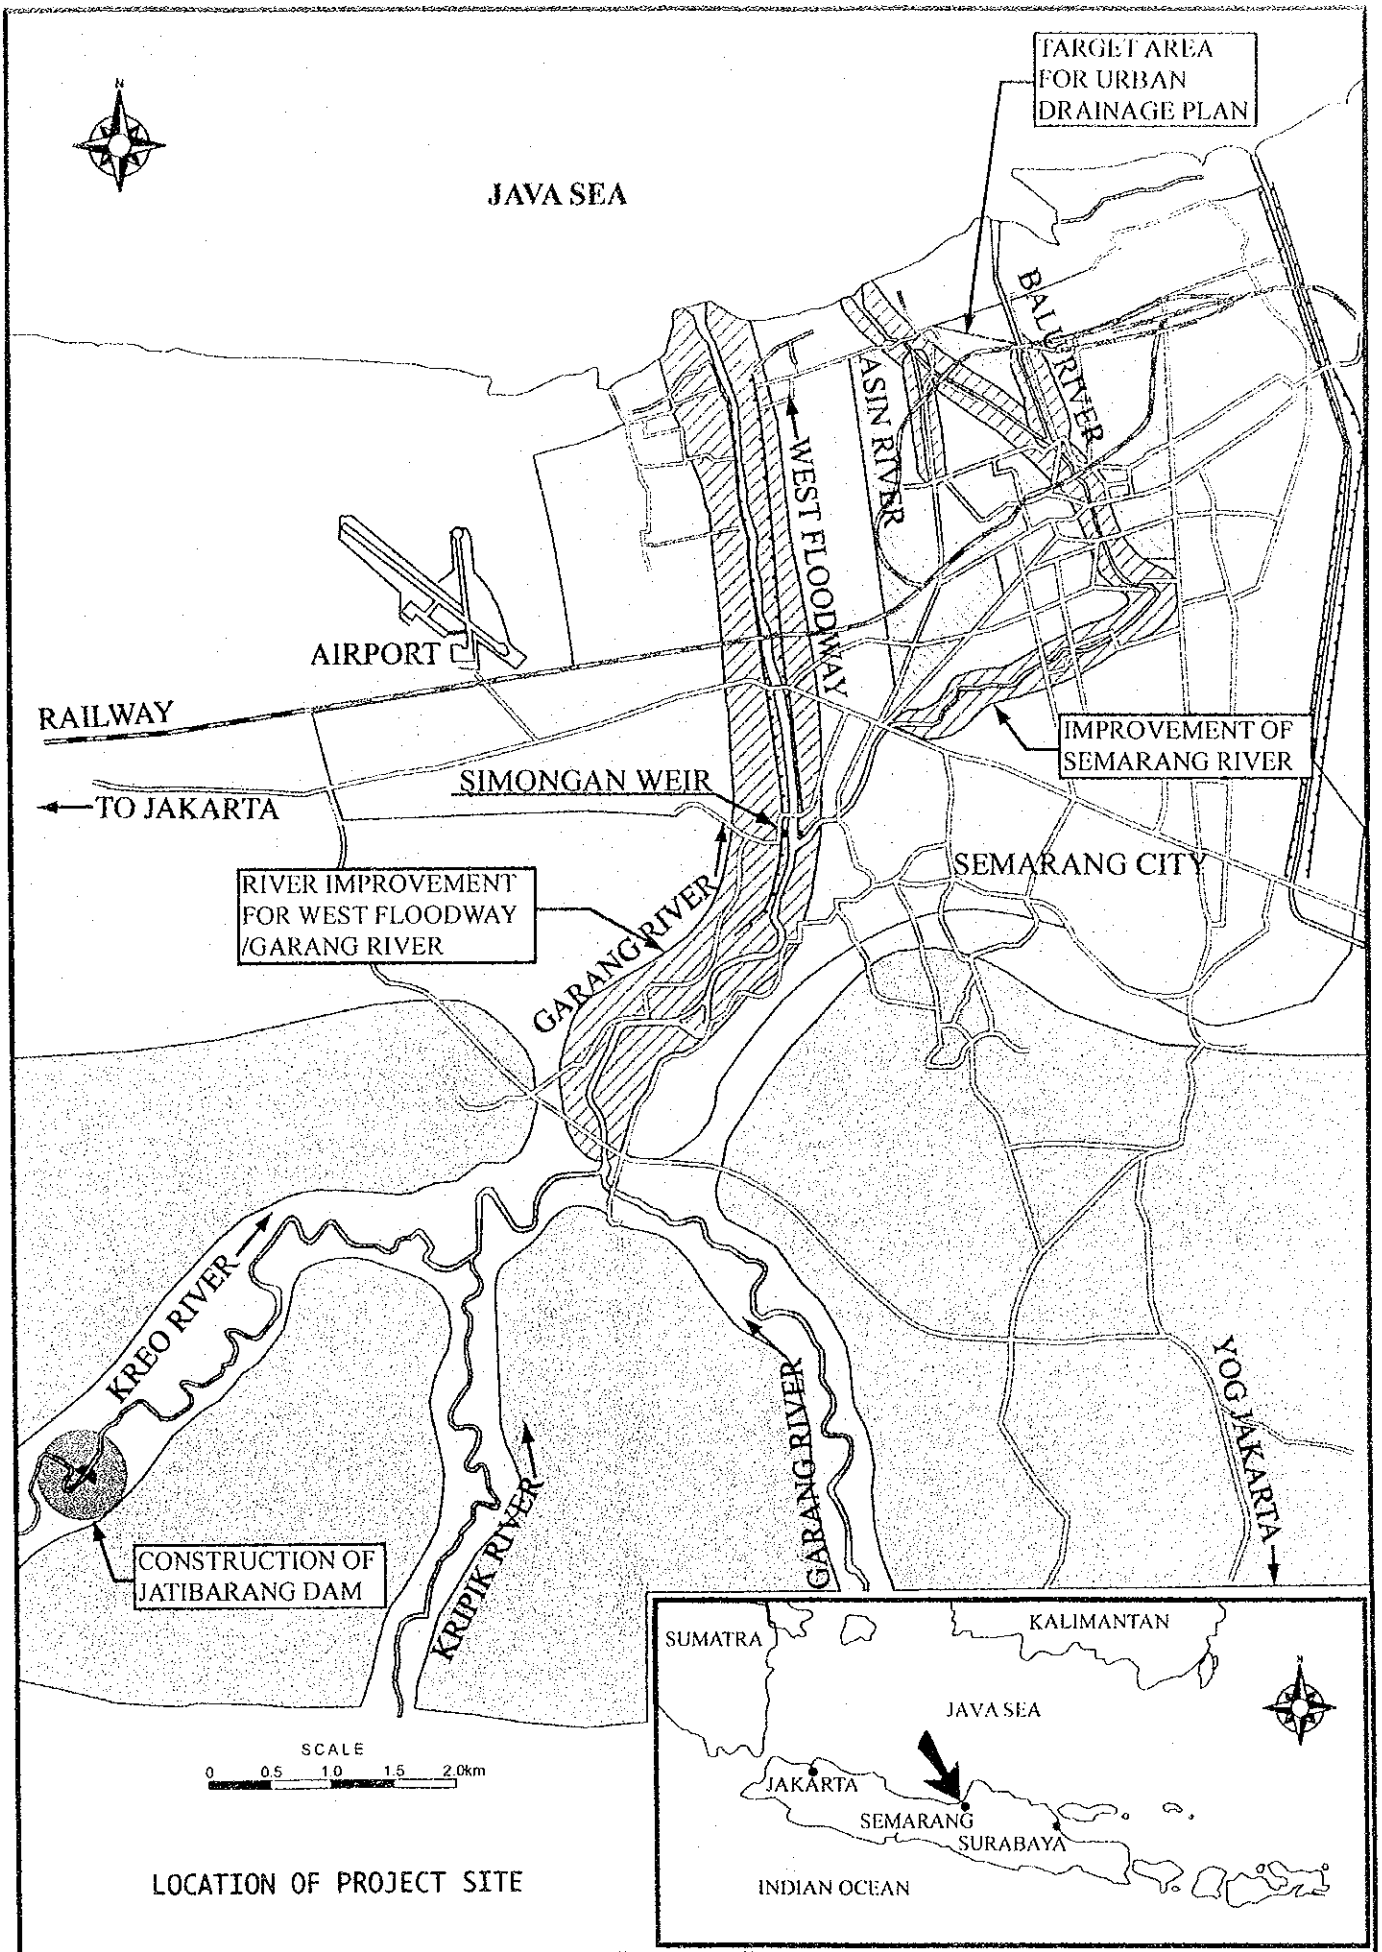 TARGET AREA
FOR URBAN
DRAINAGE PLAN
N
JAVA SEA
BALU RIVER
ASIN RIVER
WEST FLOODWAY
AIRPORT
RAILWAY
IMPROVEMENT OF
SEMARANG RIVER
SIMONGAN WEIR
TO JAKARTA
SEMARANG CITY
RIVER IMPROVEMENT
FOR WEST FLOODWAY
/GARANG RIVER
GARANG RIVER
KREO RIVER
GARANG RIVER
YOGJAKARTA
KRIPIK RIVER
CONSTRUCTION OF
JATIBARANG DAM
SCALE
0 0.5 1.0 1.5 2.0km
LOCATION OF PROJECT SITE
SUMATRA
KALIMANTAN
N
JAVA SEA
JAKARTA
SEMARANG
SURABAYA
INDIAN OCEAN